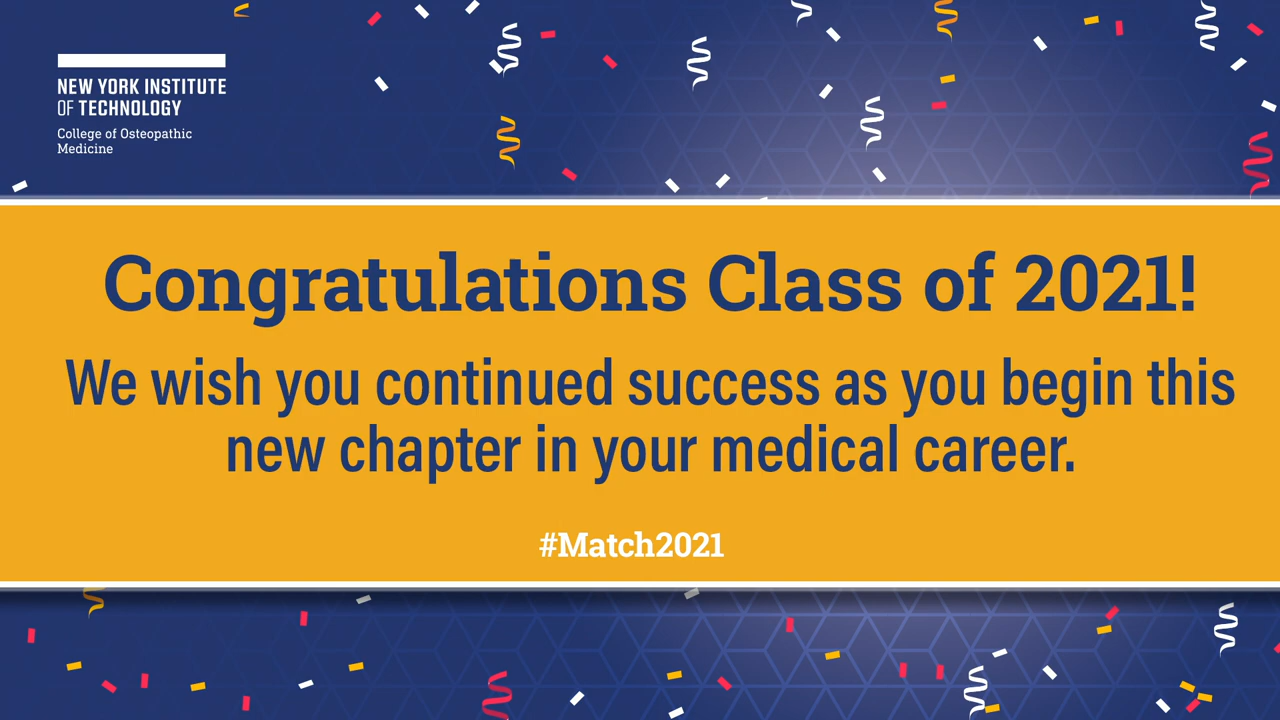 NEW YORK INSTITUTE
OF TECHNOLOGY
College of Osteopathic
Medicine
Congratulations Class of 2021!
We wish you continued success as you begin this
new chapter in your medical career.
#Match2021